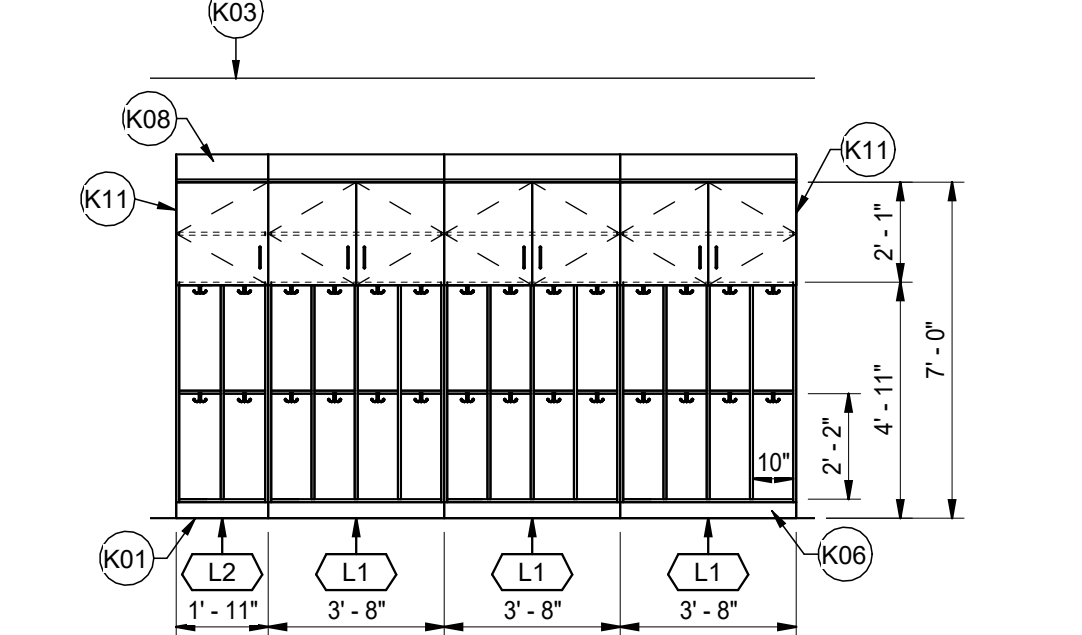 K03
K08
K11
K11
2' - 1"
7' - 0"
4' - 11"
2' - 2"
10"
K01
K06
L2
L1
L1
L1
1' - 11"
3' - 8"
3' - 8"
3' - 8"